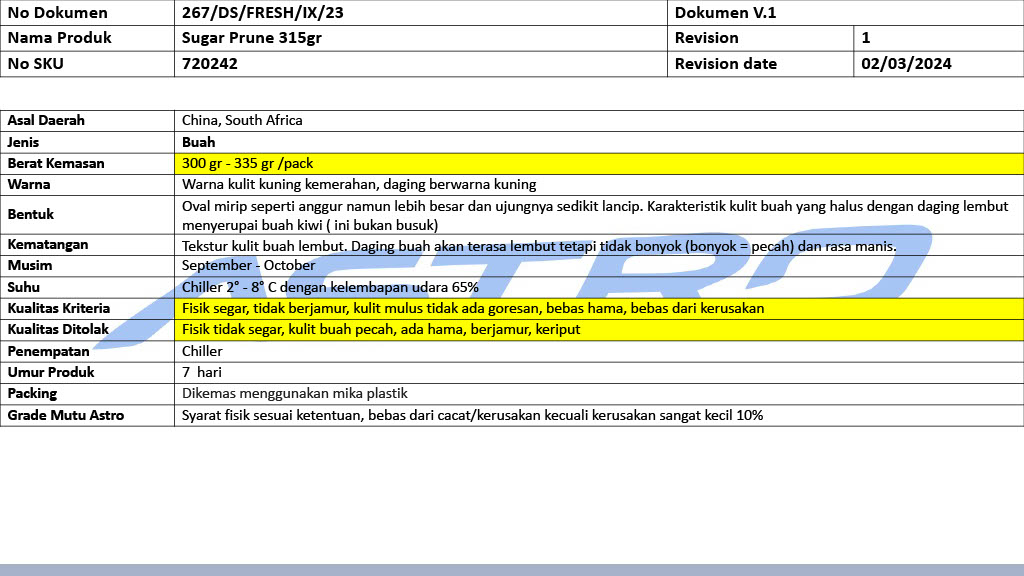 No Dokumen 267/DS/FRESH/IX/23 Dokumen V.1
Nama Produk Sugar Prune 315gr Revision 1
No SKU 720242 Revision date 02/03/2024
Asal Daerah China, South Africa
Jenis Buah
Berat Kemasan 300 gr - 335 gr /pack
Warna Warna kulit kuning kemerahan, daging berwarna kuning
Bentuk Oval mirip seperti anggur namun lebih besar dan ujungnya sedikit lancip. Karakteristik kulit buah yang halus dengan daging lembut
menyerupai buah kiwi ( ini bukan busuk)
Kematangan Tekstur kulit buah lembut. Daging buah akan terasa lembut tetapi tidak bonyok (bonyok = pecah) dan rasa manis.
Musim September - October
Suhu Chiller 2° - 8° C dengan kelembapan udara 65%
Kualitas Kriteria Fisik segar, tidak berjamur, kulit mulus tidak ada goresan, bebas hama, bebas dari kerusakan
Kualitas Ditolak Fisik tidak segar, kulit buah pecah, ada hama, berjamur, keriput
Penempatan Chiller
Umur Produk 7 hari
Packing Dikemas menggunakan mika plastik
Grade Mutu Astro Syarat fisik sesuai ketentuan, bebas dari cacat/kerusakan kecuali kerusakan sangat kecil 10%
ASTRO